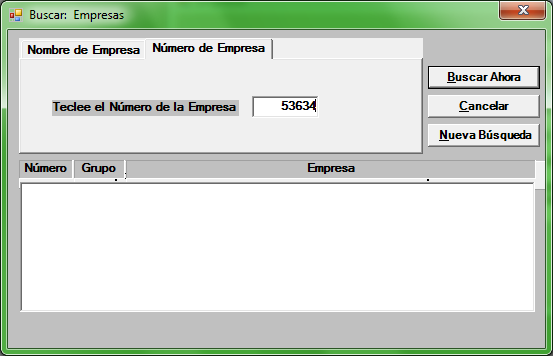 Buscar: Empresas
Nombre de Empresa Número de Empresa
Teclee el Número de la Empresa 53634
Buscar Ahora
Cancelar
Nueva Búsqueda
Número Grupo Empresa